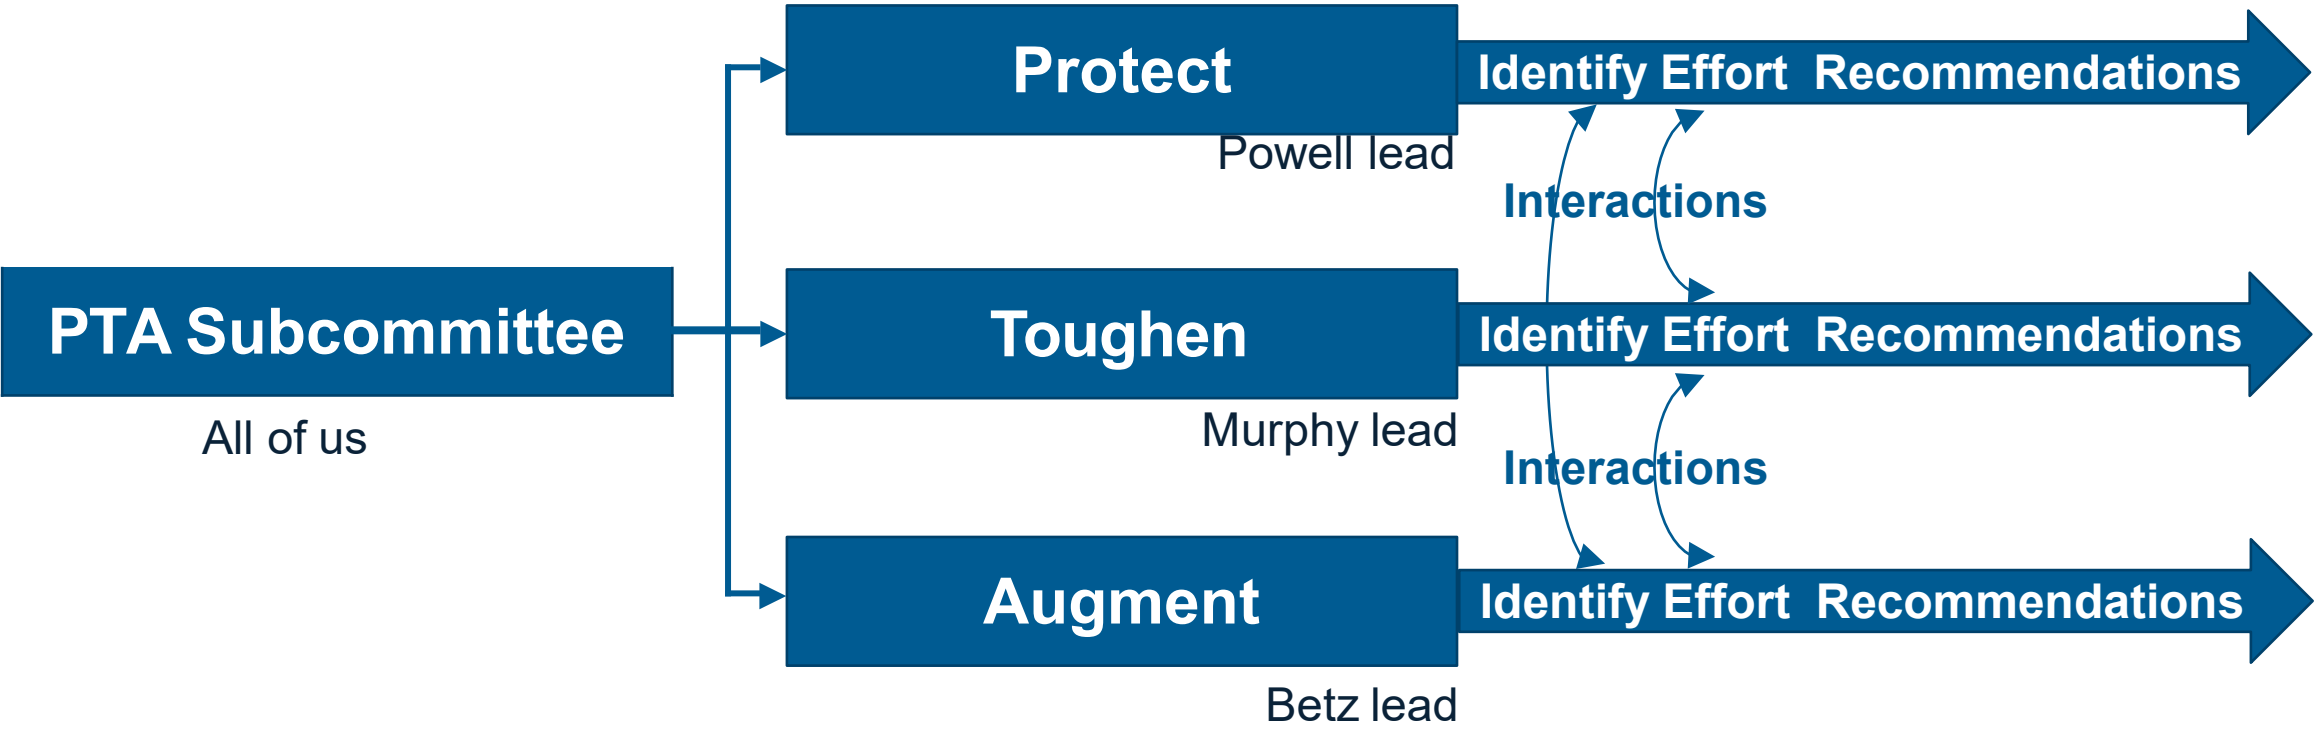 Protect
Identify Effort  Recommendations
Powell lead
Interactions
PTA Subcommittee
All of us
Toughen
Identify Effort  Recommendations
Murphy lead
Interactions
Augment
Identify Effort  Recommendations
Betz lead